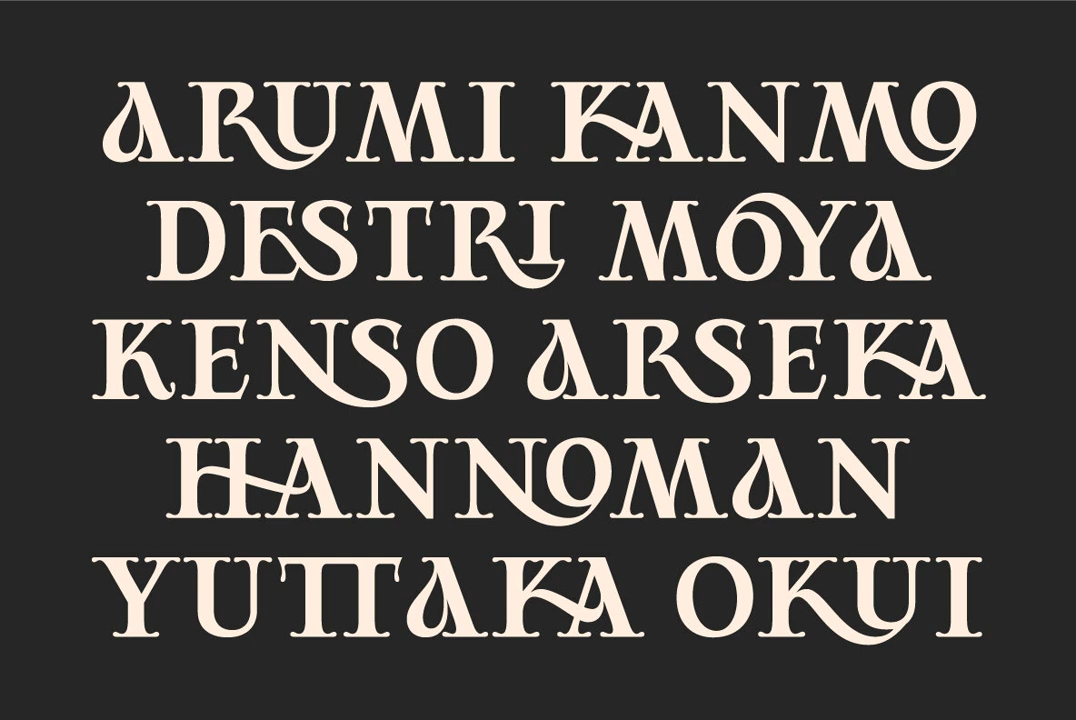 ARUMI KANMO
DESTRI MOYA
KENSO ARSEKA
HANNOMAN
YUTTAKA OKUI